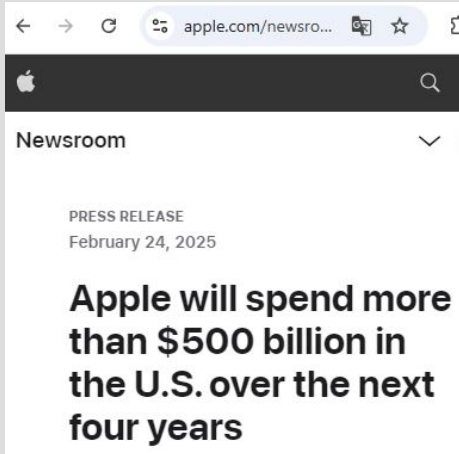 apple.com/newsro...
Newsroom
PRESS RELEASE
February 24, 2025
Apple will spend more
than $500 billion in
the U.S. over the next
four years